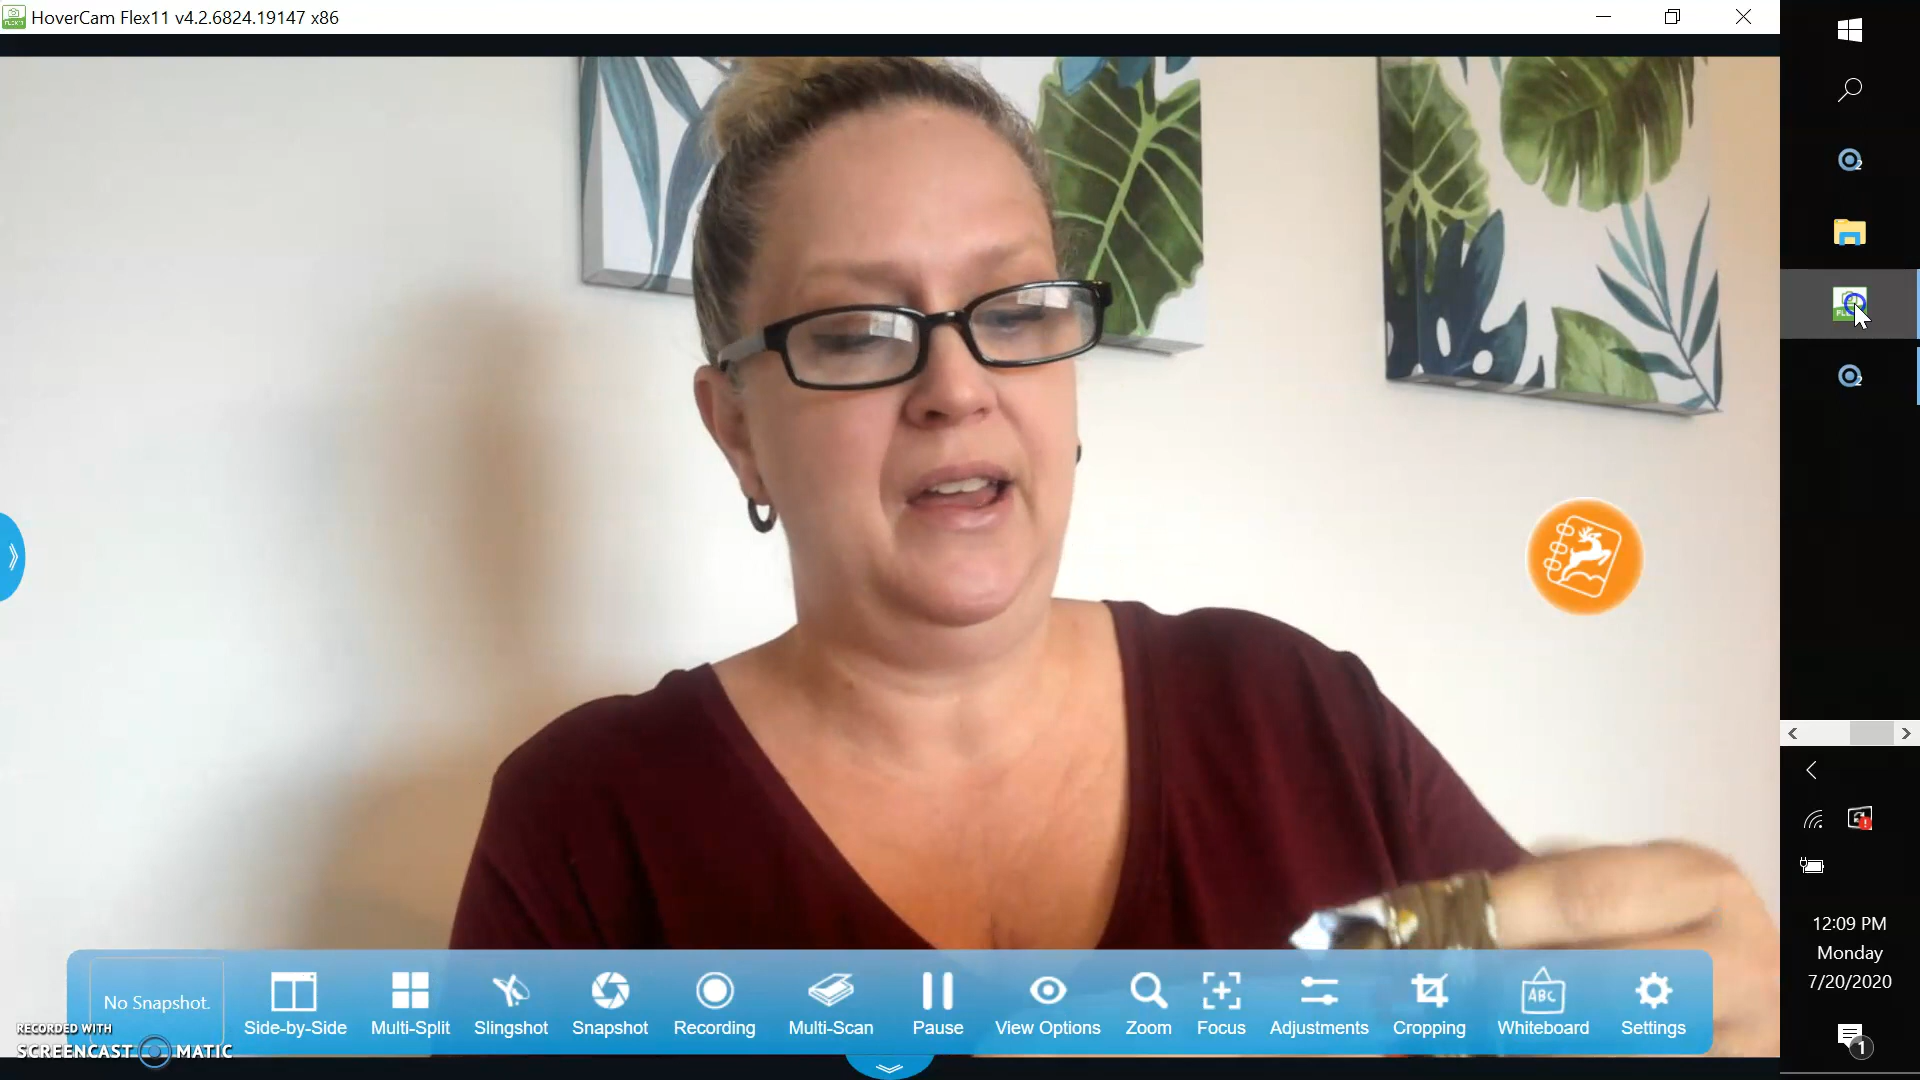 HoverCam Flex11 v4.2.6824.19147 x86
No Snapshot.
Side-by-Side
Multi-Split
Slingshot
Snapshot
Recording
Multi-Scan
Pause
View Options
Zoom
Focus
Adjustments
Cropping
ABC
Whiteboard
Settings
RECORDED WITH
SCREENCAST MATIC
2
2
12:09 PM
Monday
7/20/2020
1